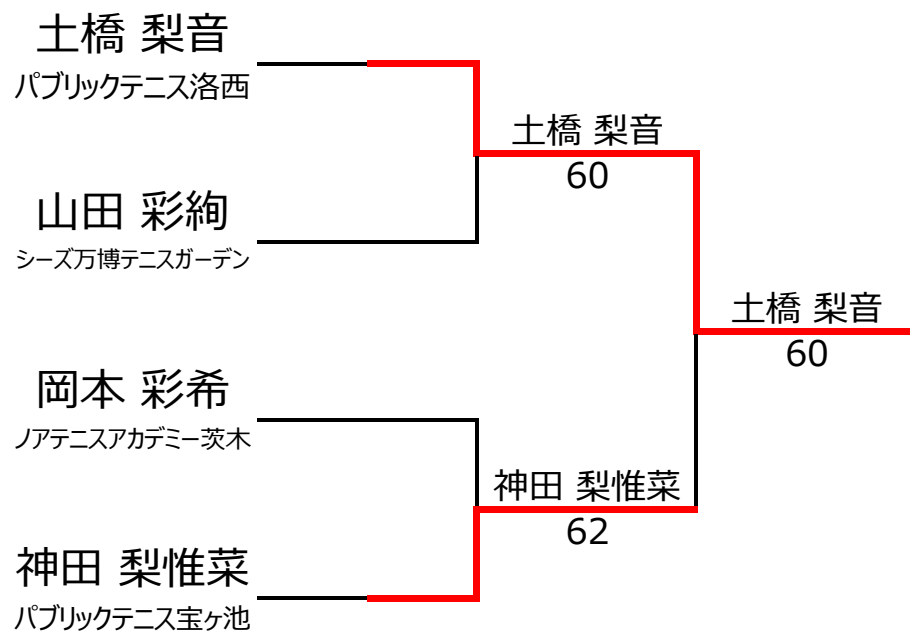 土橋 梨音
パブリックテニス洛西
山田 彩絢
シーズ万博テニスガーデン
岡本 彩希
ノアテニスアカデミー茨木
神田 梨惟菜
パブリックテニス宝ヶ池
土橋 梨音
60
神田 梨惟菜
62
土橋 梨音
60